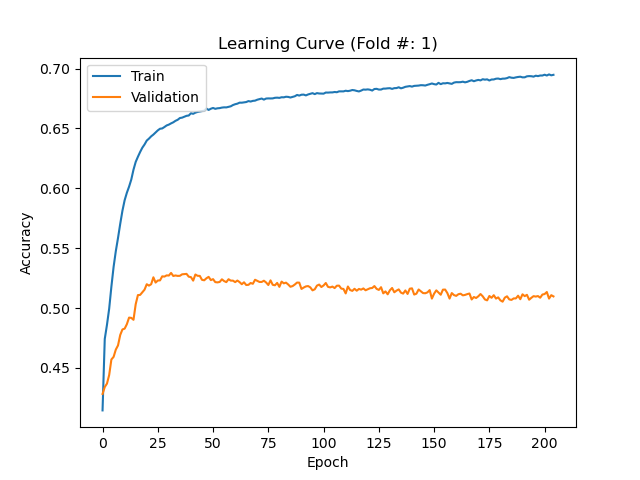 Learning Curve (Fold #: 1)
Train
Validation
Accuracy
0.70
0.65
0.60
0.55
0.50
0.45
0 25 50 75 100 125 150 175 200
Epoch